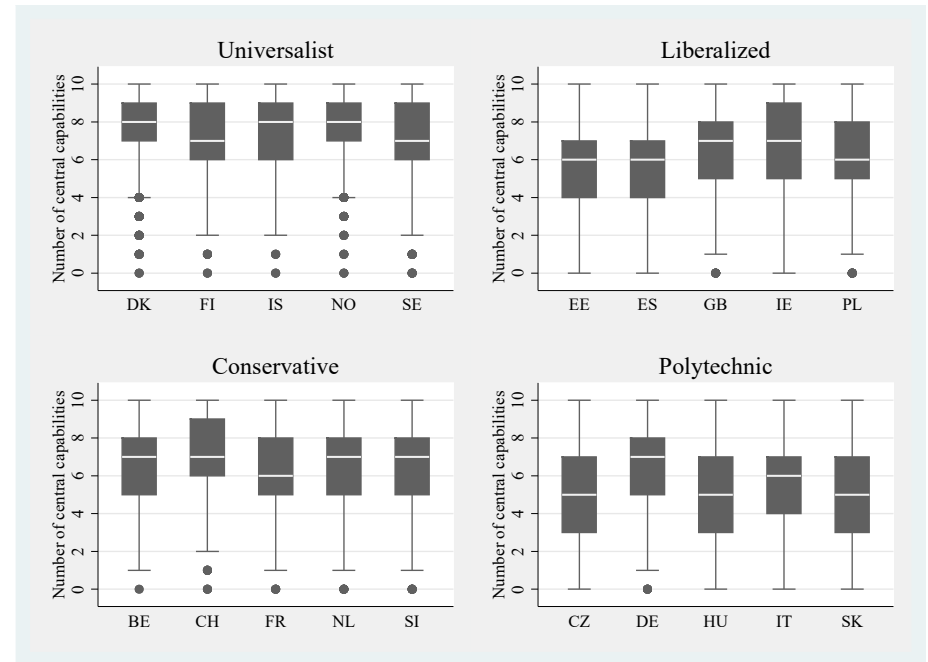 Universalist
Number of central capabilities
10
8
6
4
2
0
DK FI IS NO SE
Liberalized
Number of central capabilities
10
8
6
4
2
0
EE ES GB IE PL
Conservative
Number of central capabilities
10
8
6
4
2
0
BE CH FR NL SI
Polytechnic
Number of central capabilities
10
8
6
4
2
0
CZ DE HU IT SK